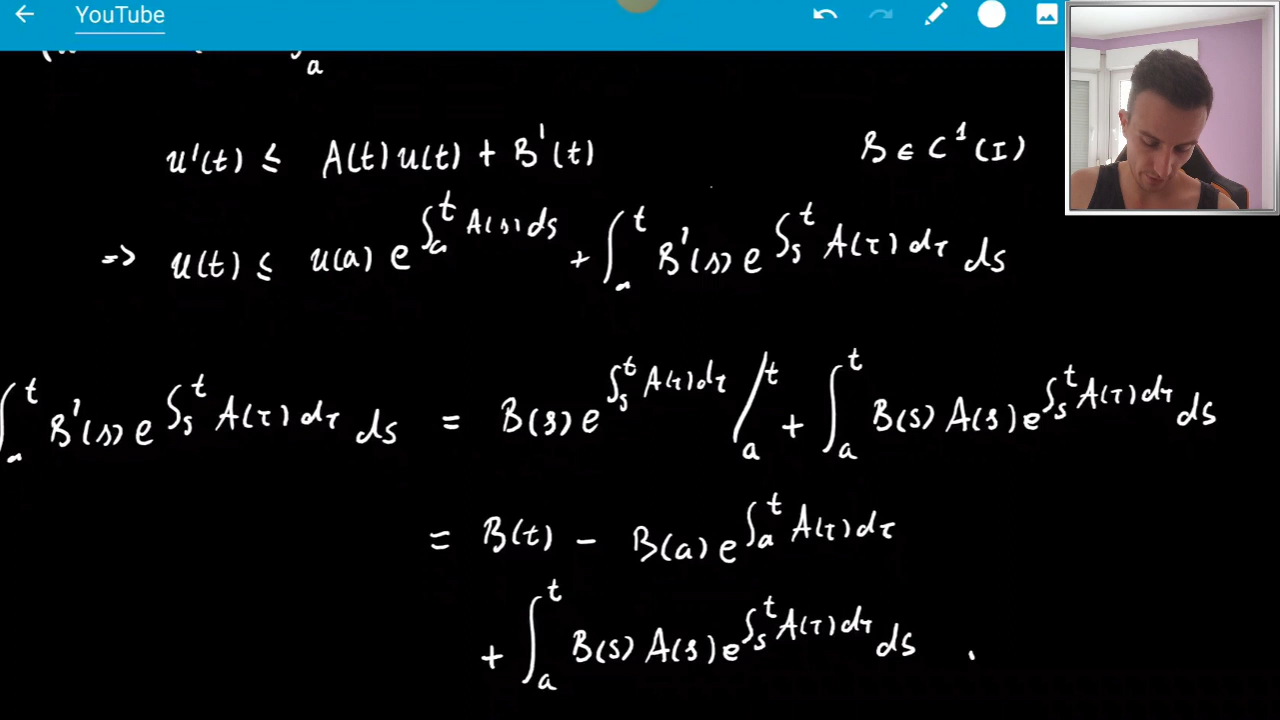 YouTube
a
u'(t) ≤ A(t)u(t) + B'(t) B ∈ C¹(I)
=> u(t) ≤ u(a) e^{∫_a^t A(s)ds} + ∫_a^t B'(s) e^{∫_s^t A(τ)dτ} ds
∫_a^t B'(s) e^{∫_s^t A(τ)dτ} ds = B(s) e^{∫_s^t A(τ)dτ} /_a^t + ∫_a^t B(s) A(s) e^{∫_s^t A(τ)dτ} ds
= B(t) - B(a) e^{∫_a^t A(τ)dτ}
+ ∫_a^t B(s) A(s) e^{∫_s^t A(τ)dτ} ds .